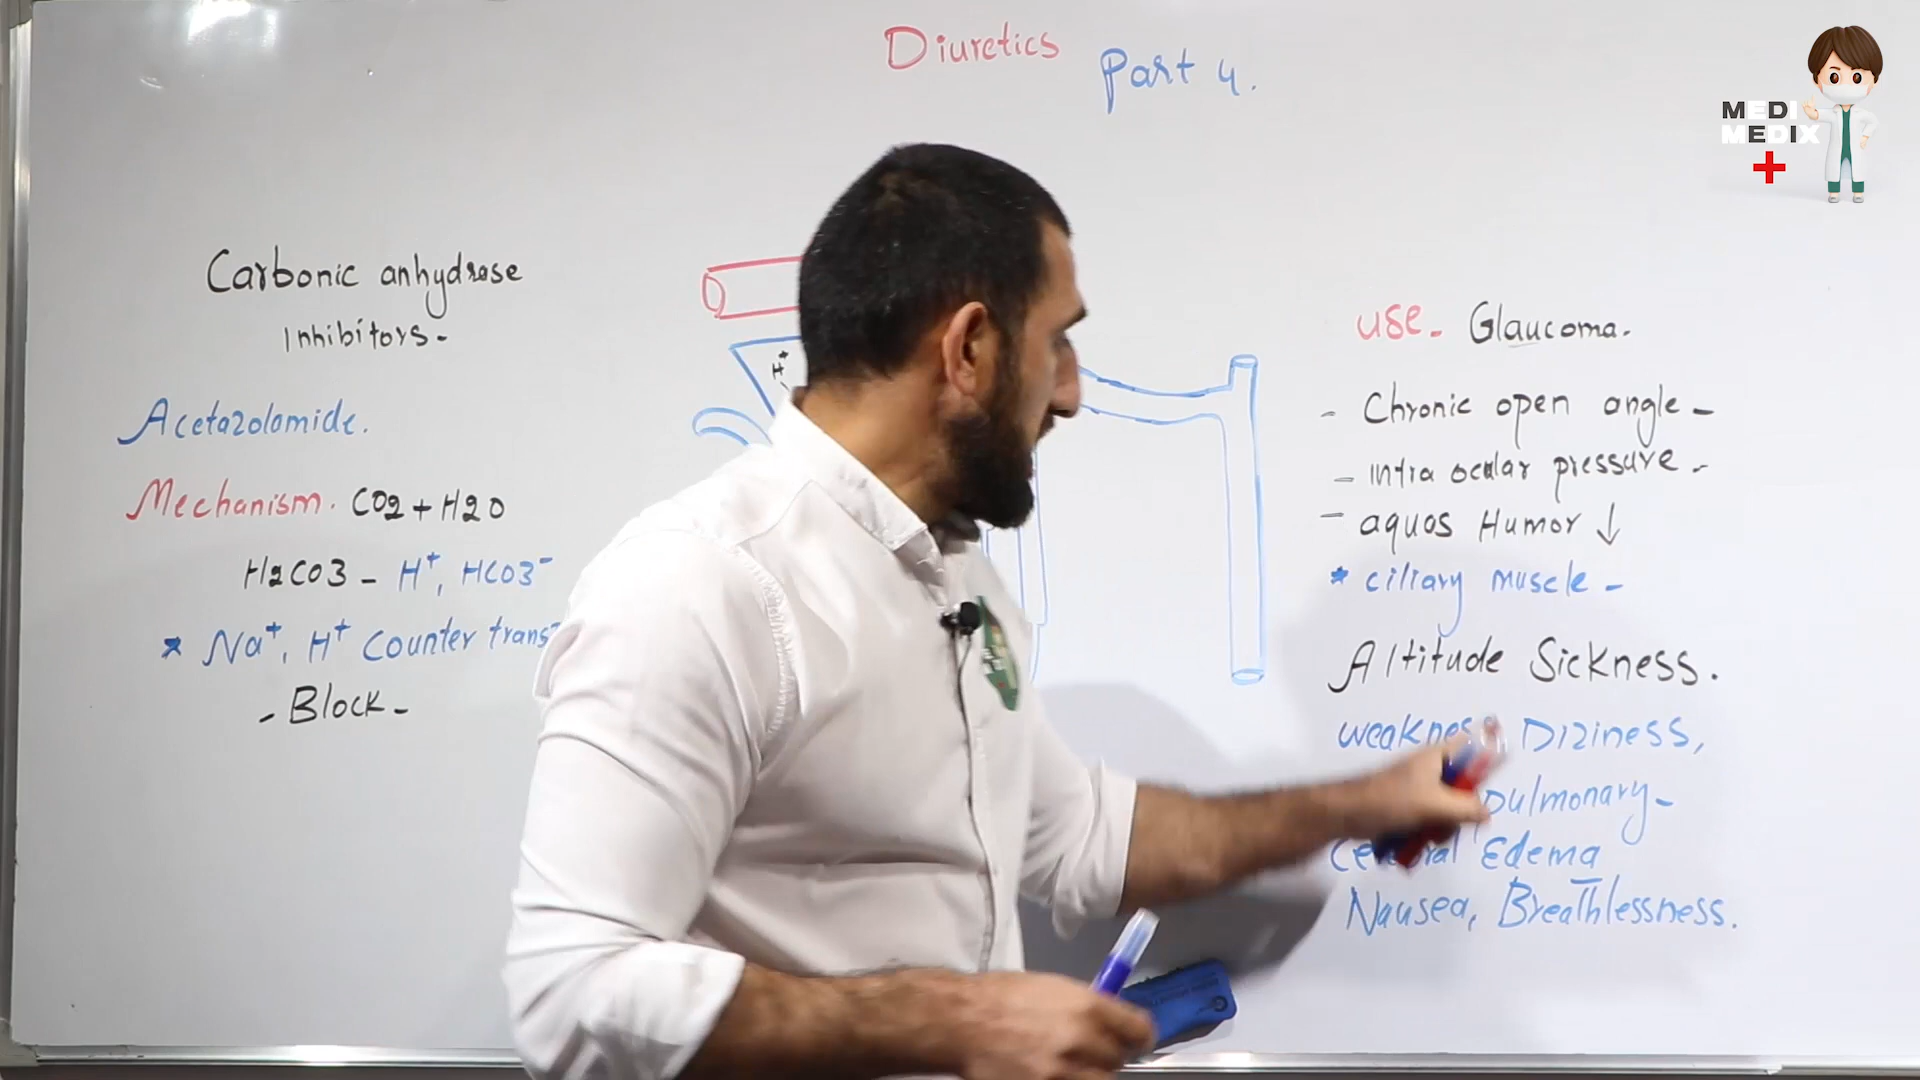 Diuretics Part 4.
MEDI
MEDIX
Carbonic anhydrase
Inhibitors-
Acetazolamide.
Mechanism. CO2 + H2O
H2CO3 - H+, HCO3-
* Na+, H+ Counter trans
- Block -
H+
use- Glaucoma.
- Chronic open angle -
- intra ocular pressure -
- aquos Humor ↓
* ciliary muscle -
Altitude Sickness.
weakness, Diziness,
pulmonary -
Edema
Nausea, Breathlessness.